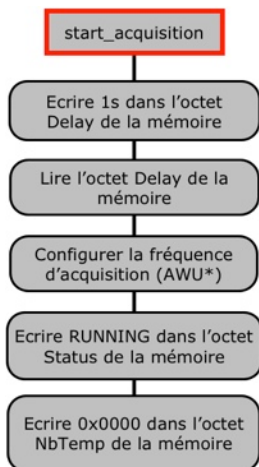 start_acquisition
Ecrire 1s dans l'octet
Delay de la mémoire
Lire l'octet Delay de la
mémoire
Configurer la fréquence
d'acquisition (AWU*)
Ecrire RUNNING dans l'octet
Status de la mémoire
Ecrire 0x0000 dans l'octet
NbTemp de la mémoire